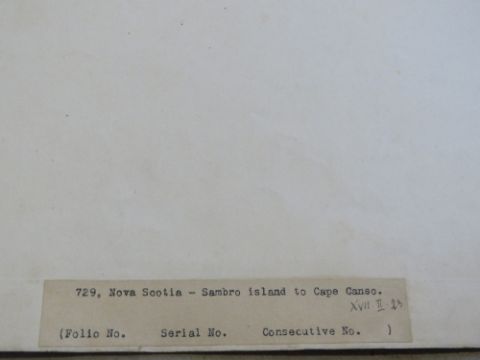 729, Nova Scotia - Sambro island to Cape Canso.
XVII. II. 23
(Folio No. Serial No. Consecutive No. )